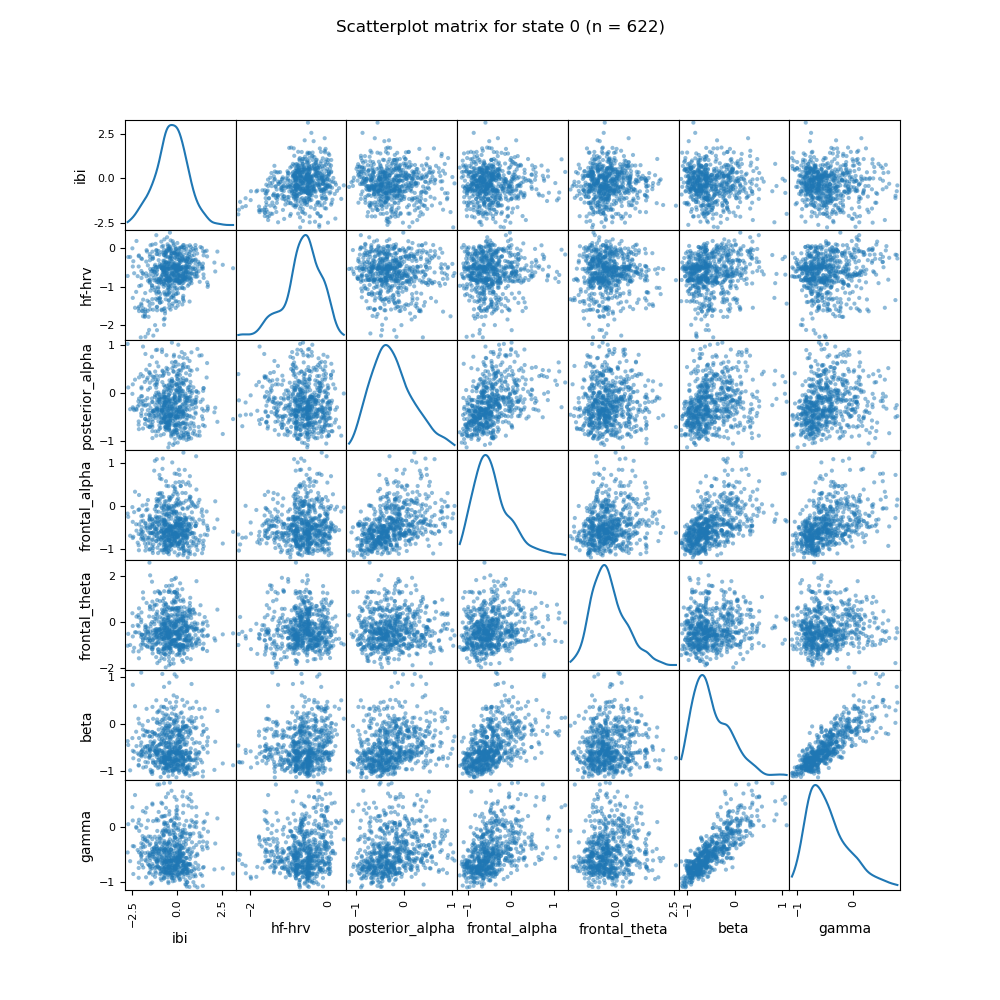 Scatterplot matrix for state 0 (n = 622)
ibi
2.5
0.0
-2.5
hf-hrv
0
−1
−2
posterior_alpha
1
0
−1
frontal_alpha
1
0
−1
frontal_theta
2
0
−2
beta
1
0
−1
gamma
0
−1
−2.5 0.0 2.5 −2 0 −1 0 1 −1 0 1 0.0 2.5 −1 0 1 −1 0
ibi hf-hrv posterior_alpha frontal_alpha frontal_theta beta gamma